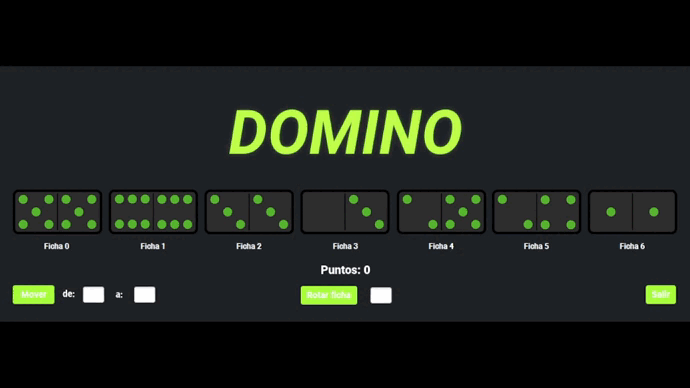 DOMINO
Ficha 0 Ficha 1 Ficha 2 Ficha 3 Ficha 4 Ficha 5 Ficha 6
Puntos: 0
Mover de: a: Rotar ficha Salir